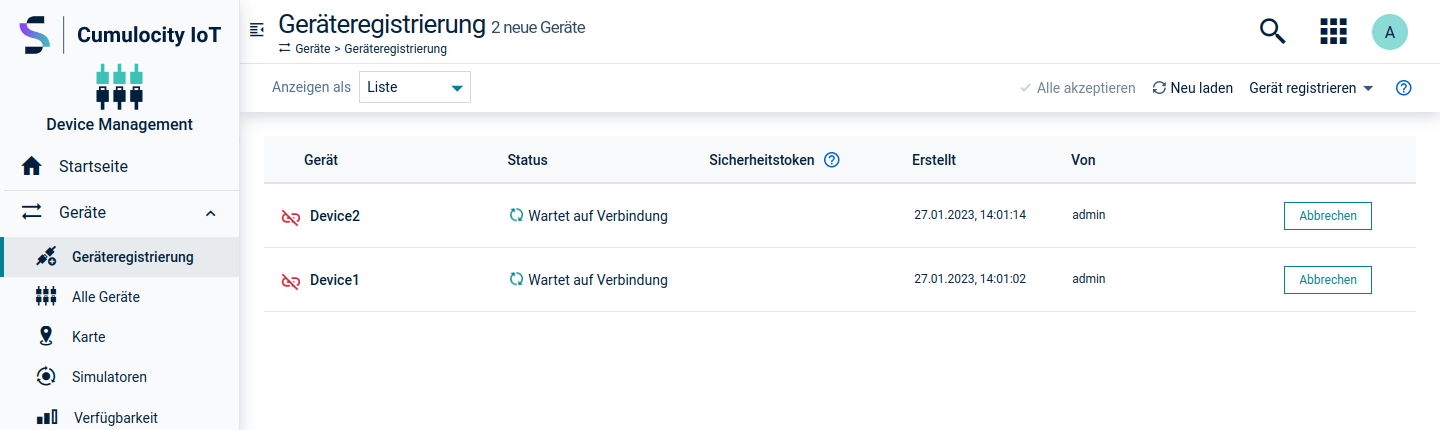 Cumulocity IoT
Device Management
Startseite
Geräte
Geräteregistrierung
Alle Geräte
Karte
Simulatoren
Verfügbarkeit
Geräteregistrierung 2 neue Geräte
Geräte > Geräteregistrierung
A
Anzeigen als Liste
Alle akzeptieren Neu laden Gerät registrieren
Gerät Status Sicherheitstoken Erstellt Von
Device2 Wartet auf Verbindung 27.01.2023, 14:01:14 admin Abbrechen
Device1 Wartet auf Verbindung 27.01.2023, 14:01:02 admin Abbrechen